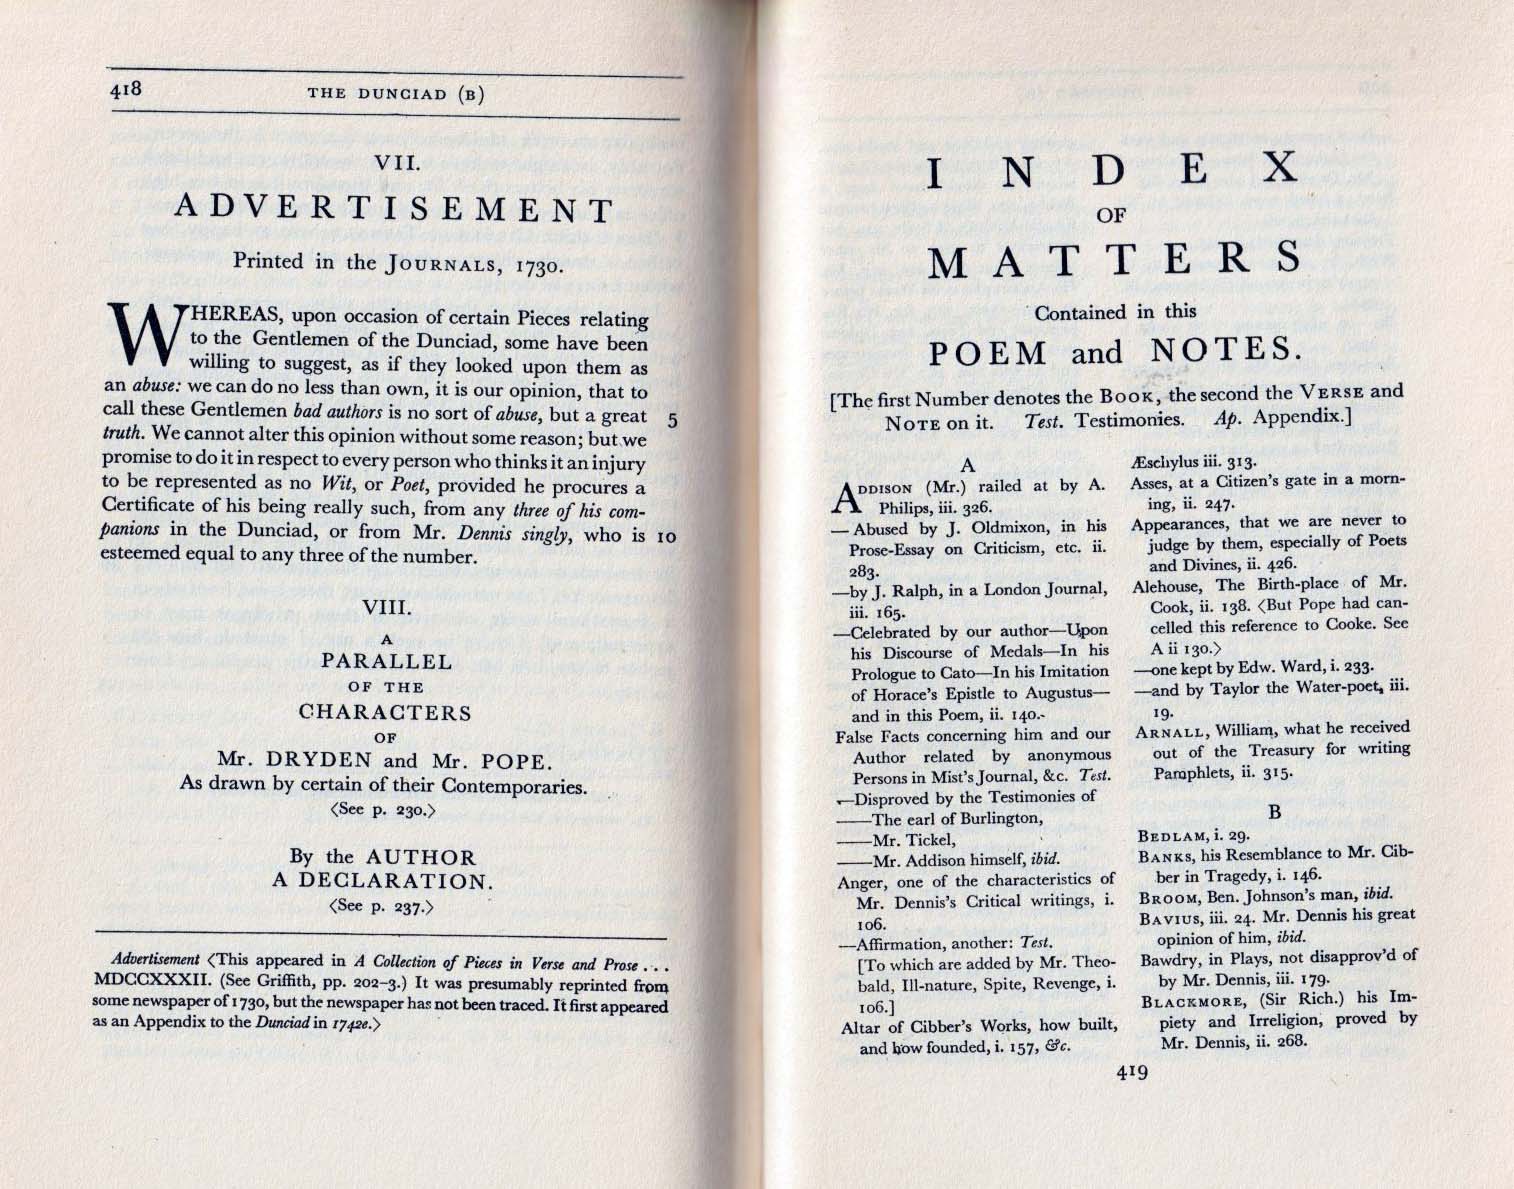 418
THE DUNCIAD (B)
VII.
ADVERTISEMENT
Printed in the JOURNALS, 1730.
WHEREAS, upon occasion of certain Pieces relating
to the Gentlemen of the Dunciad, some have been
willing to suggest, as if they looked upon them as
an abuse: we can do no less than own, it is our opinion, that to
call these Gentlemen bad authors is no sort of abuse, but a great 5
truth. We cannot alter this opinion without some reason; but we
promise to do it in respect to every person who thinks it an injury
to be represented as no Wit, or Poet, provided he procures a
Certificate of his being really such, from any three of his com-
panions in the Dunciad, or from Mr. Dennis singly, who is 10
esteemed equal to any three of the number.
VIII.
A
PARALLEL
OF THE
CHARACTERS
OF
Mr. DRYDEN and Mr. POPE.
As drawn by certain of their Contemporaries.
⟨See p. 230.⟩
By the AUTHOR
A DECLARATION.
⟨See p. 237.⟩
Advertisement ⟨This appeared in A Collection of Pieces in Verse and Prose . . .
MDCCXXXII. (See Griffith, pp. 202-3.) It was presumably reprinted from
some newspaper of 1730, but the newspaper has not been traced. It first appeared
as an Appendix to the Dunciad in 1742e.⟩
INDEX
OF
MATTERS
Contained in this
POEM and NOTES.
[The first Number denotes the BOOK, the second the VERSE and
NOTE on it. Test. Testimonies. Ap. Appendix.]
A
ADDISON (Mr.) railed at by A.
Philips, iii. 326.
— Abused by J. Oldmixon, in his
Prose-Essay on Criticism, etc. ii.
283.
—by J. Ralph, in a London Journal,
iii. 165.
—Celebrated by our author—Upon
his Discourse of Medals—In his
Prologue to Cato—In his Imitation
of Horace's Epistle to Augustus—
and in this Poem, ii. 140.
False Facts concerning him and our
Author related by anonymous
Persons in Mist's Journal, &c. Test.
—Disproved by the Testimonies of
——The earl of Burlington,
——Mr. Tickel,
——Mr. Addison himself, ibid.
Anger, one of the characteristics of
Mr. Dennis's Critical writings, i.
106.
—Affirmation, another: Test.
[To which are added by Mr. Theo-
bald, Ill-nature, Spite, Revenge, i.
106.]
Altar of Cibber's Works, how built,
and how founded, i. 157, &c.
Æschylus iii. 313.
Asses, at a Citizen's gate in a morn-
ing, ii. 247.
Appearances, that we are never to
judge by them, especially of Poets
and Divines, ii. 426.
Alehouse, The Birth-place of Mr.
Cook, ii. 138. ⟨But Pope had can-
celled this reference to Cooke. See
A ii 130.⟩
—one kept by Edw. Ward, i. 233.
—and by Taylor the Water-poet, iii.
19.
ARNALL, William, what he received
out of the Treasury for writing
Pamphlets, ii. 315.
B
BEDLAM, i. 29.
BANKS, his Resemblance to Mr. Cib-
ber in Tragedy, i. 146.
BROOM, Ben. Johnson's man, ibid.
BAVIUS, iii. 24. Mr. Dennis his great
opinion of him, ibid.
Bawdry, in Plays, not disapprov'd of
by Mr. Dennis, iii. 179.
BLACKMORE, (Sir Rich.) his Im-
piety and Irreligion, proved by
Mr. Dennis, ii. 268.
419